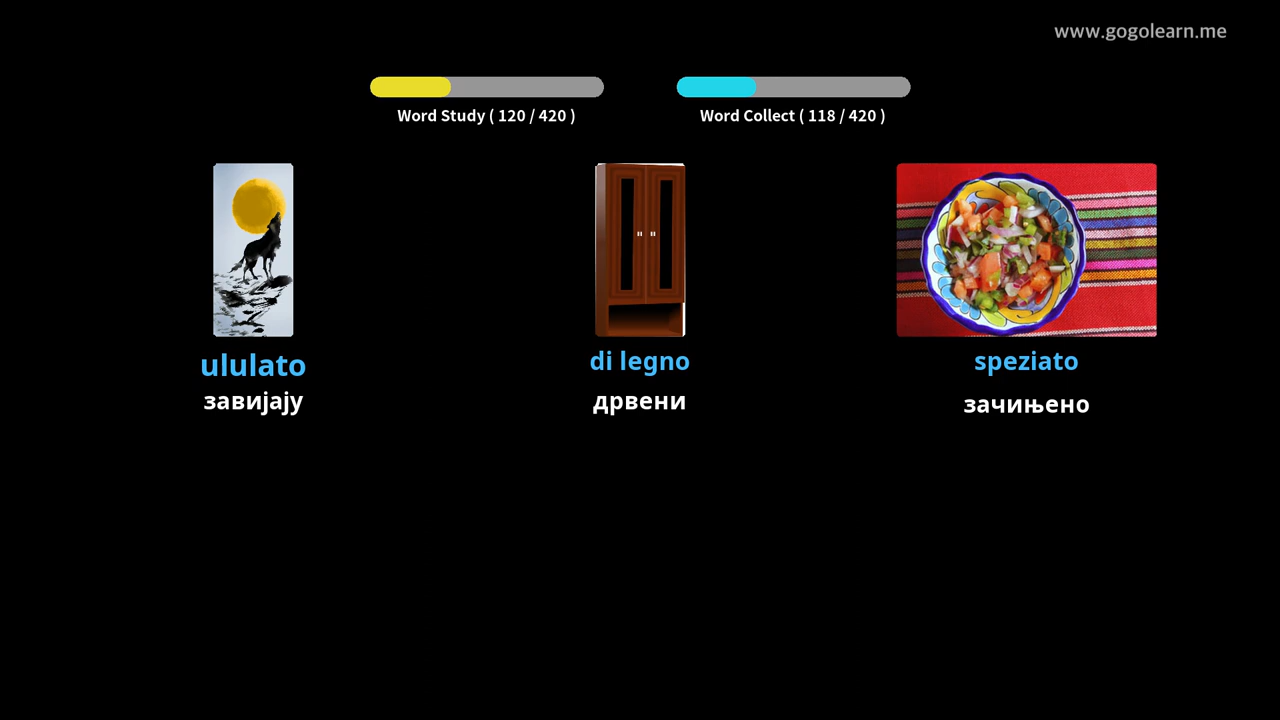 www.gogolearn.me
Word Study ( 120 / 420 )
Word Collect ( 118 / 420 )
ululato
завијају
di legno
дрвени
speziato
зачињено